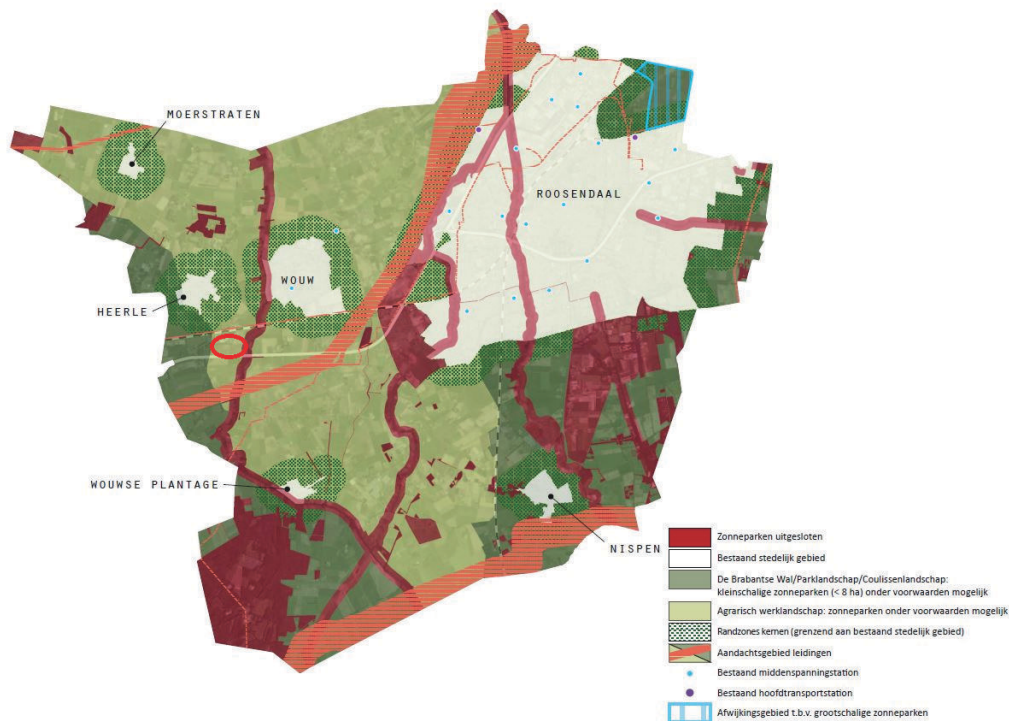 MOERSTRATEN
ROOSENDAAL
WOUW
HEERLE
WOUWSE PLANTAGE
NISPEN
Zonneparken uitgesloten
Bestaand stedelijk gebied
De Brabantse Wal/Parklandschap/Coulissenlandschap:
kleinschalige zonneparken (< 8 ha) onder voorwaarden mogelijk
Agrarisch werklandschap: zonneparken onder voorwaarden mogelijk
Randzones kernen (grenzend aan bestaand stedelijk gebied)
Aandachtsgebied leidingen
Bestaand middenspanningstation
Bestaand hoofdtransportstation
Afwijkingsgebied t.b.v. grootschalige zonneparken